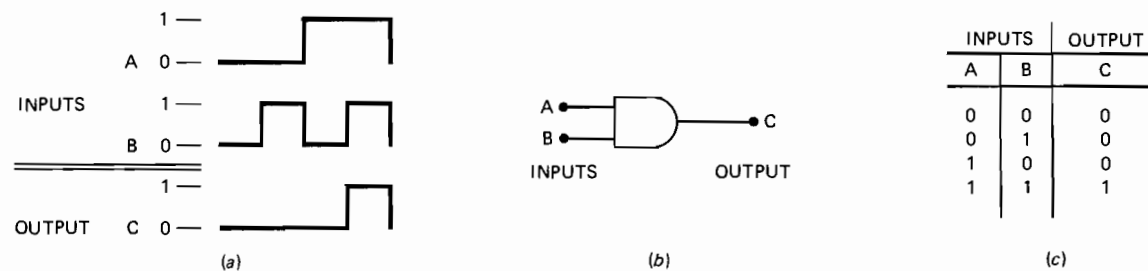 1
A 0
INPUTS 1
B 0
1
OUTPUT C 0
(a)
A
B
C
INPUTS OUTPUT
(b)
INPUTS OUTPUT
A B C
0 0 0
0 1 0
1 0 0
1 1 1
(c)